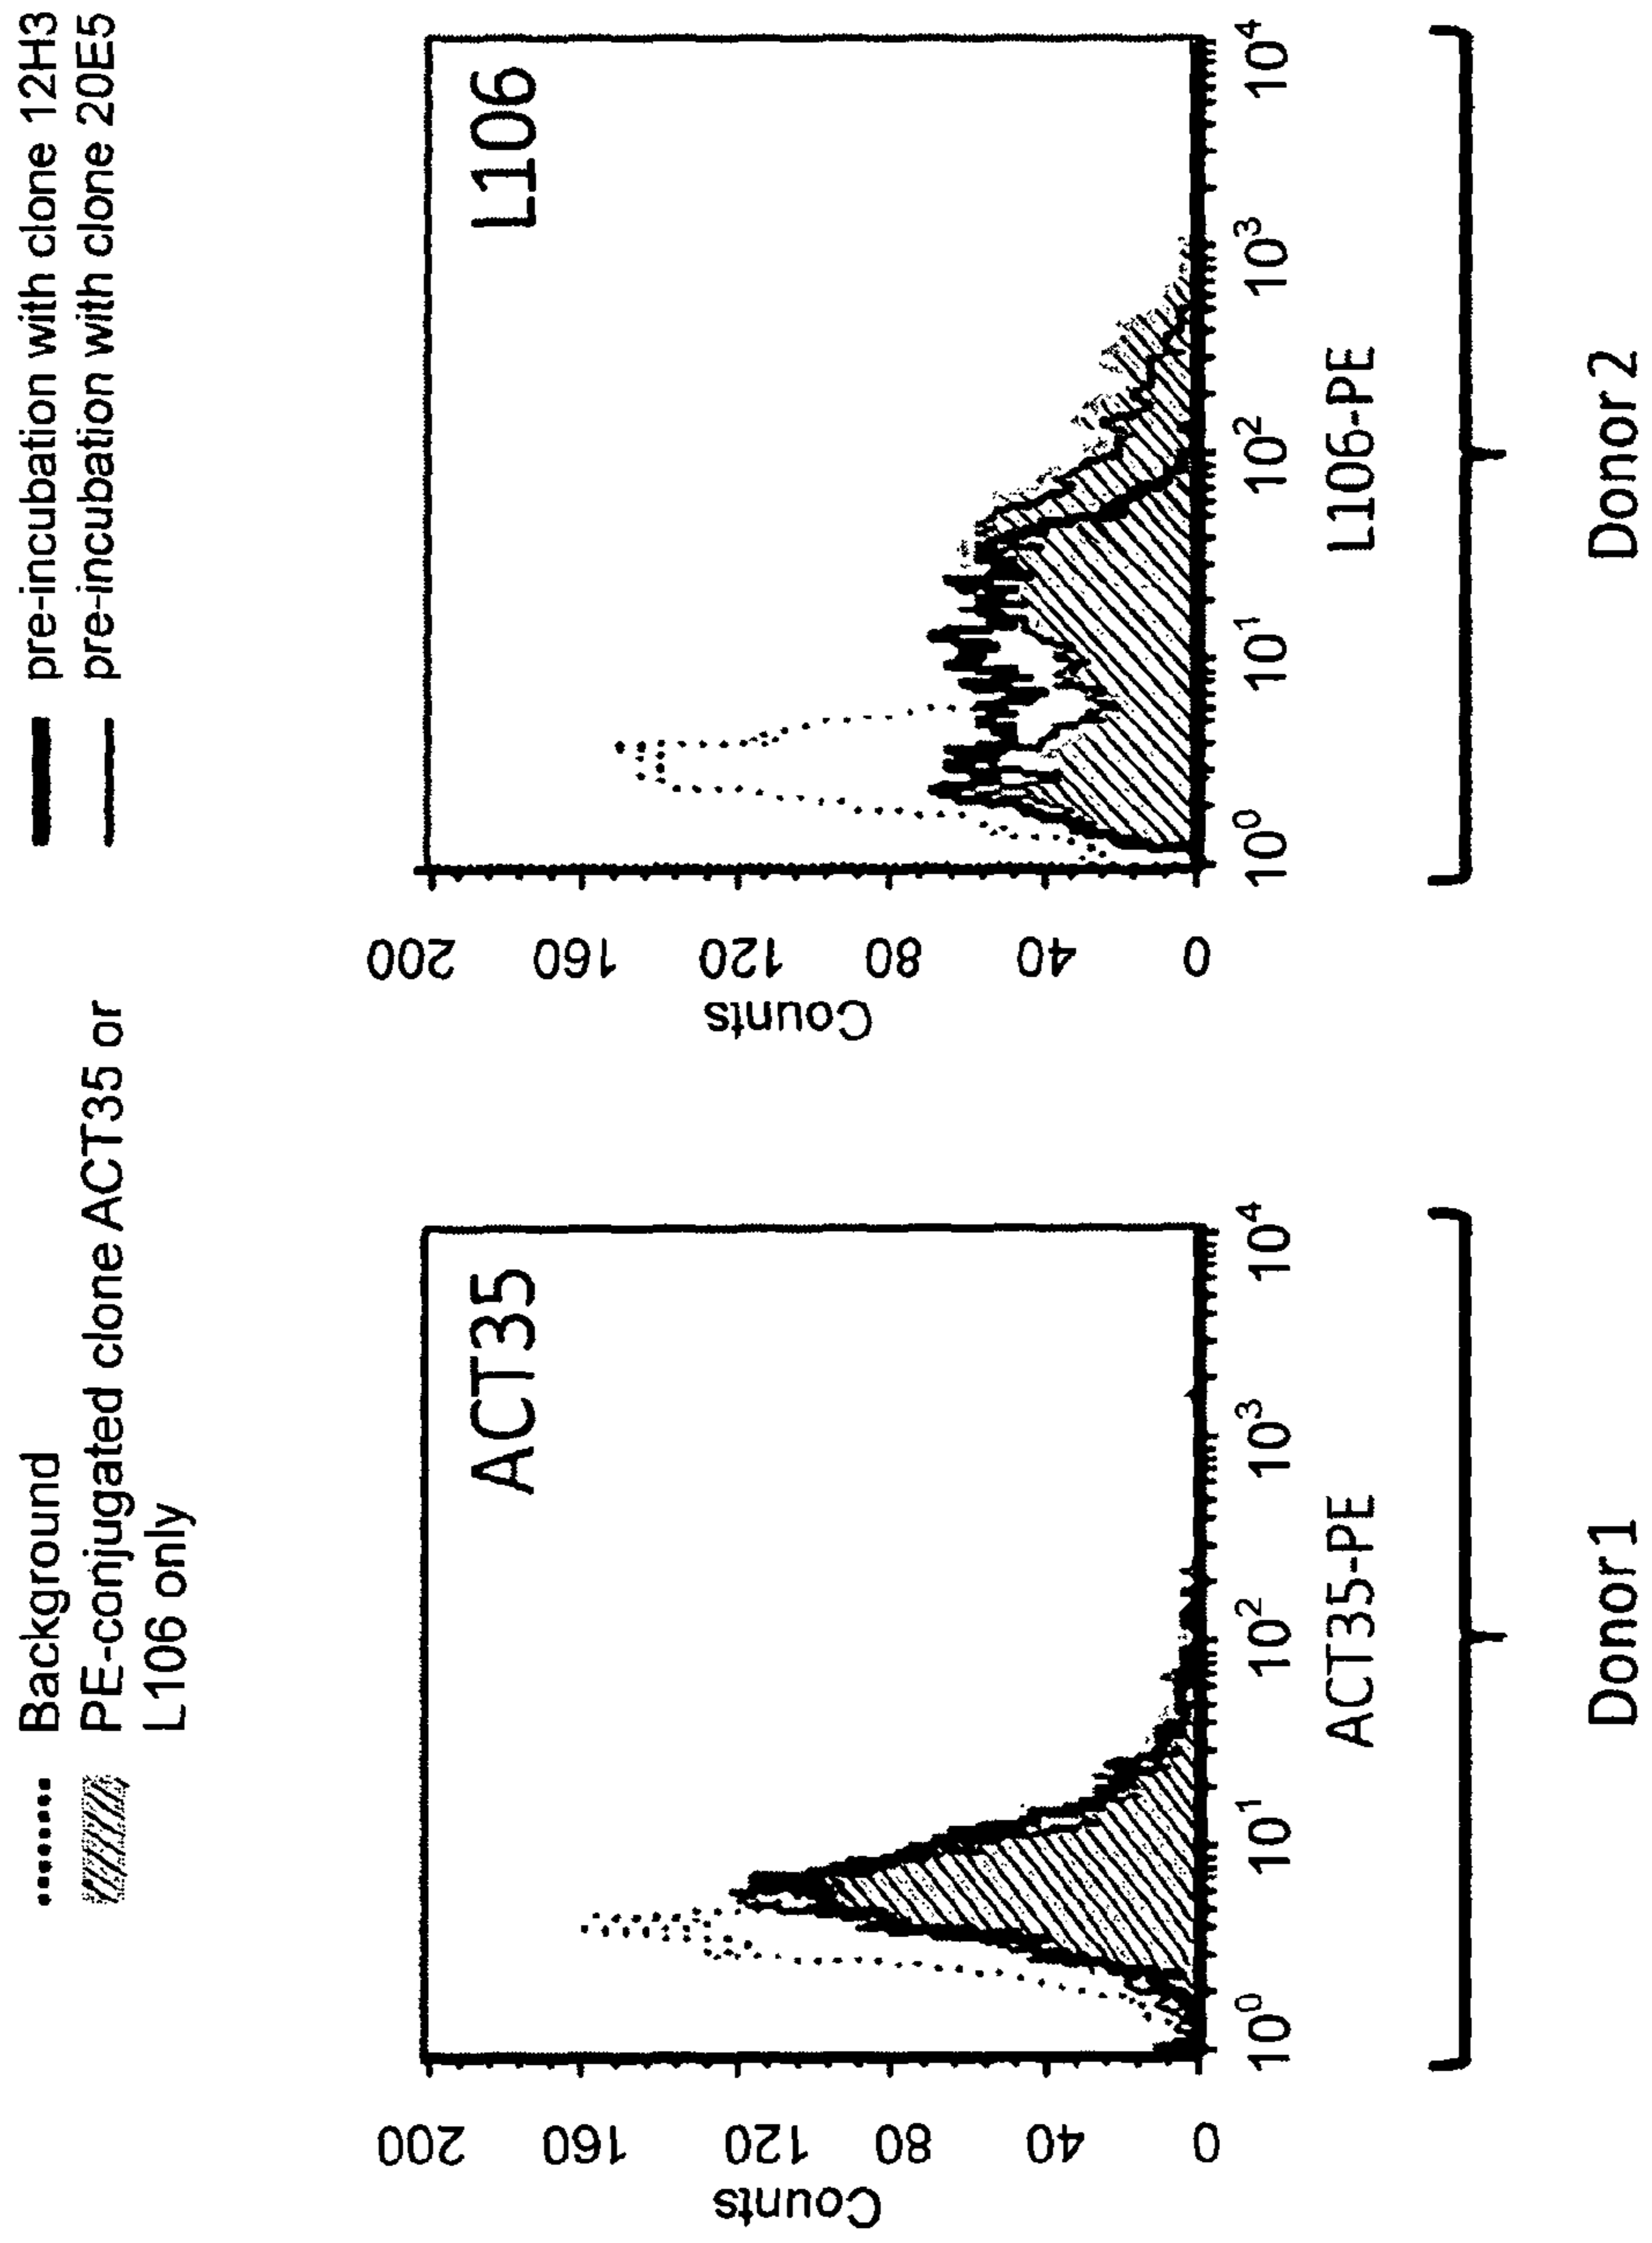 Background
PE-conjugated clone ACT35 or
L106 only
pre-incubation with clone 12H3
pre-incubation with clone 20E5
Counts
200
160
120
80
40
0
ACT35
10⁰
10¹
10²
10³
10⁴
ACT35-PE
Donor 1
Counts
200
160
120
80
40
0
L106
10⁰
10¹
10²
10³
10⁴
L106-PE
Donor 2